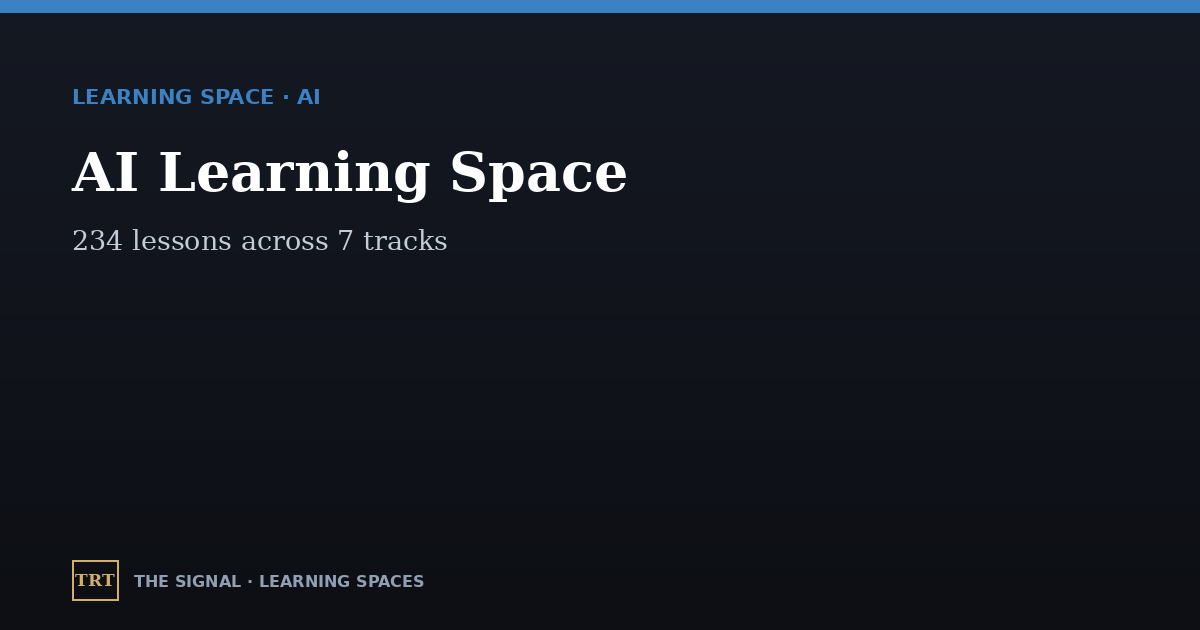 LEARNING SPACE · AI
AI Learning Space
234 lessons across 7 tracks
TRT
THE SIGNAL · LEARNING SPACES